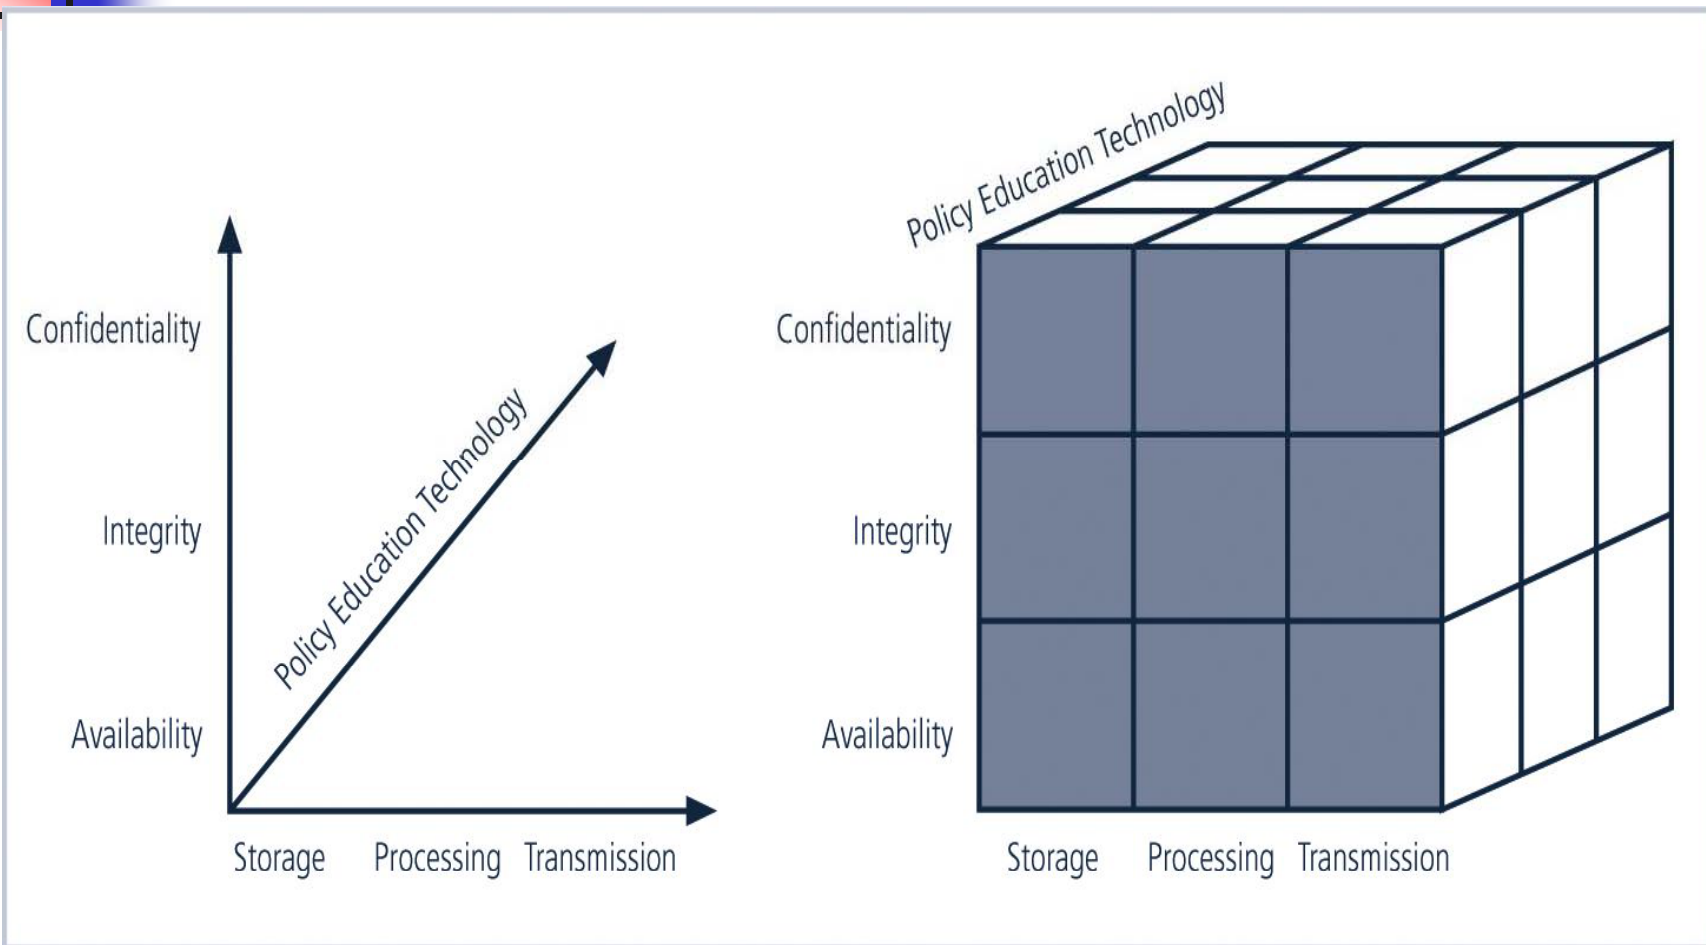 Confidentiality
Integrity
Availability
Policy Education Technology
Storage Processing Transmission
Policy Education Technology
Confidentiality
Integrity
Availability
Storage Processing Transmission